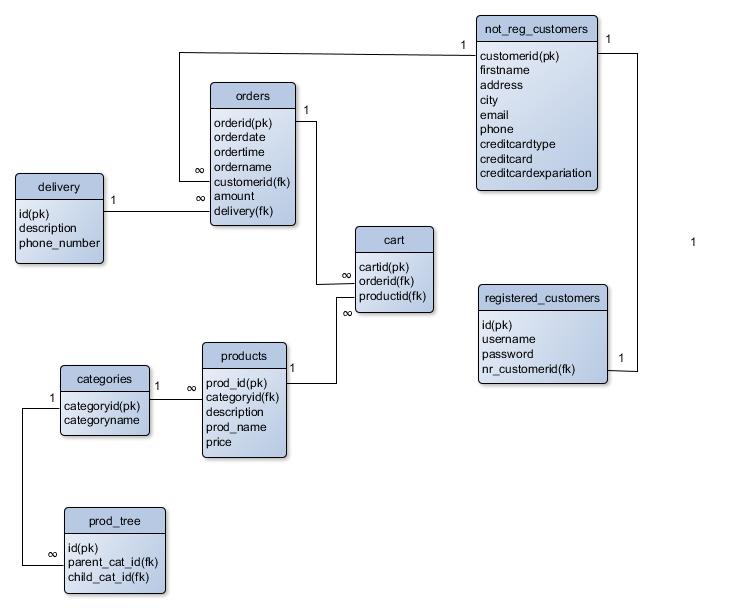 not_reg_customers
customerid(pk)
firstname
address
city
email
phone
creditcardtype
creditcard
creditcardexpariation
1
1
orders
orderid(pk)
orderdate
ordertime
ordername
customerid(fk)
amount
delivery(fk)
1
∞
∞
delivery
id(pk)
description
phone_number
1
cart
cartid(pk)
orderid(fk)
productid(fk)
∞
∞
1
registered_customers
id(pk)
username
password
nr_customerid(fk)
1
products
prod_id(pk)
categoryid(fk)
description
prod_name
price
1
∞
categories
categoryid(pk)
categoryname
1
1
prod_tree
id(pk)
parent_cat_id(fk)
child_cat_id(fk)
∞